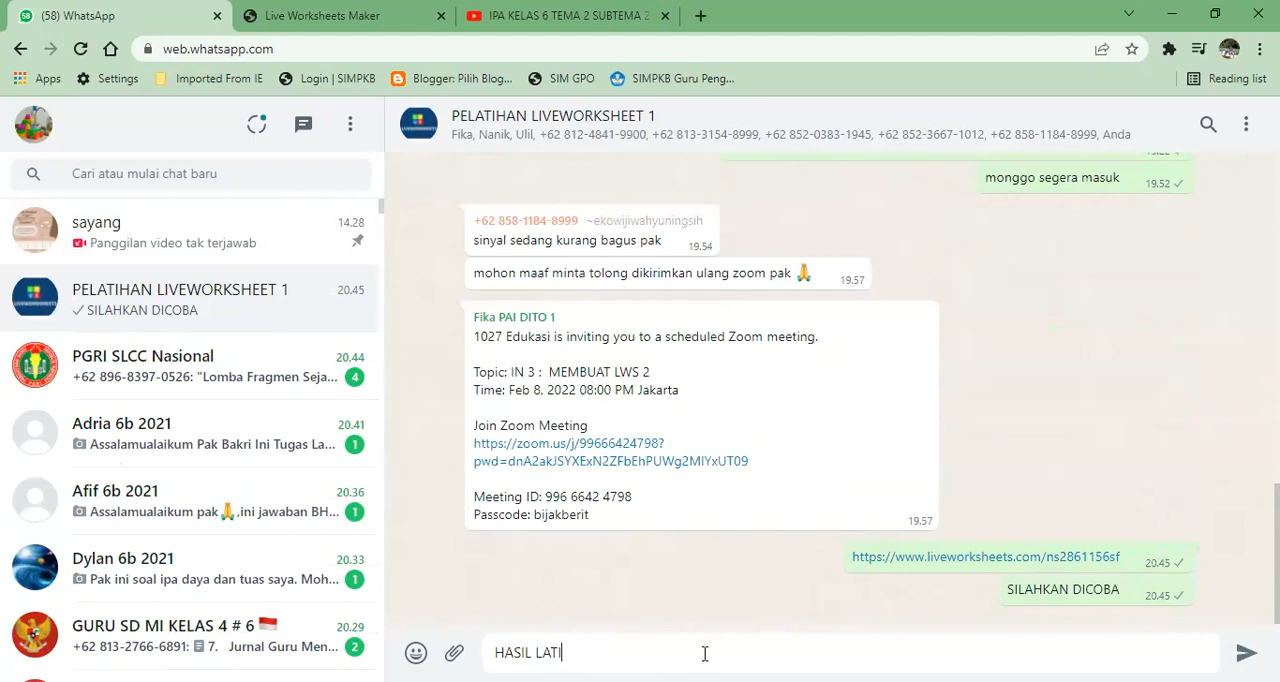 (58) WhatsApp
Live Worksheets Maker
IPA KELAS 6 TEMA 2 SUBTEMA 2
web.whatsapp.com
Apps
Settings
Imported From IE
Login | SIMPKB
Blogger: Pilih Blog...
SIM GPO
SIMPKB Guru Peng...
Reading list
Cari atau mulai chat baru
sayang
14.28
Panggilan video tak terjawab
PELATIHAN LIVEWORKSHEET 1
20.45
SILAHKAN DICOBA
PGRI SLCC Nasional
20.44
+62 896-8397-0526: "Lomba Fragmen Seja...
4
Adria 6b 2021
20.41
Assalamualaikum Pak Bakri Ini Tugas La...
1
Afif 6b 2021
20.36
Assalamualaikum pak🙏,ini jawaban BH...
1
Dylan 6b 2021
20.33
Pak ini soal ipa daya dan tuas saya. Moh...
1
GURU SD MI KELAS 4 # 6 🇮🇩
20.29
+62 813-2766-6891: 7. Jurnal Guru Men...
2
PELATIHAN LIVEWORKSHEET 1
Fika, Nanik, Ulil, +62 812-4841-9900, +62 813-3154-8999, +62 852-0383-1945, +62 852-3667-1012, +62 858-1184-8999, Anda
monggo segera masuk
19.52
+62 858-1184-8999 ~ekowijiwahyuningsih
sinyal sedang kurang bagus pak
19.54
mohon maaf minta tolong dikirimkan ulang zoom pak 🙏
19.57
Fika PAI DITO 1
1027 Edukasi is inviting you to a scheduled Zoom meeting.
Topic: IN 3 : MEMBUAT LWS 2
Time: Feb 8, 2022 08:00 PM Jakarta
Join Zoom Meeting
https://zoom.us/j/99666424798?
pwd=dnA2akJSYXExN2ZFbEhPUWg2MlYxUT09
Meeting ID: 996 6642 4798
Passcode: bijakberit
19.57
https://www.liveworksheets.com/ns2861156sf
20.45
SILAHKAN DICOBA
20.45
HASIL LATI